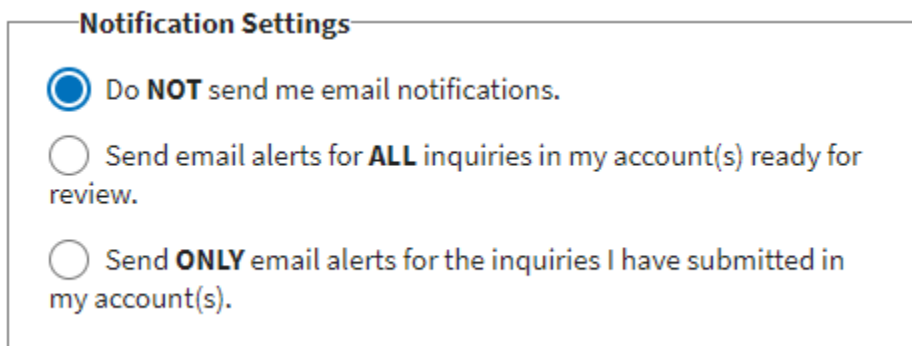 Notification Settings
Do NOT send me email notifications.
Send email alerts for ALL inquiries in my account(s) ready for
review.
Send ONLY email alerts for the inquiries I have submitted in
my account(s).